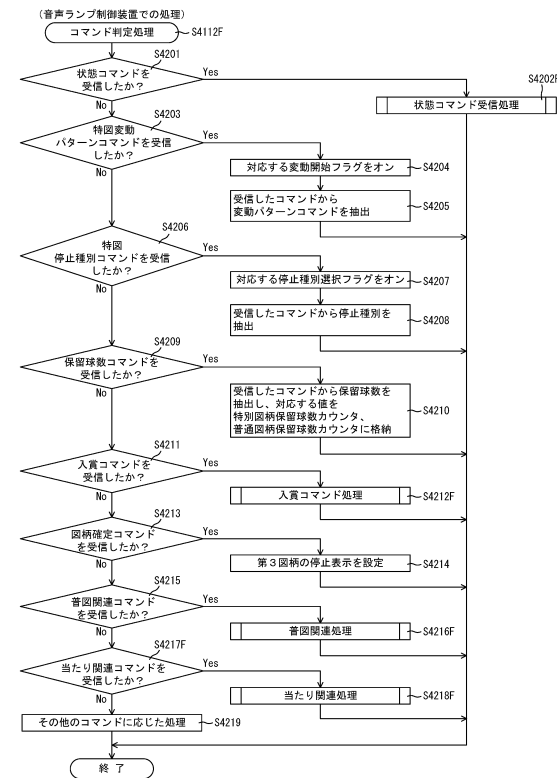 (音声ランプ制御装置での処理)
コマンド判定処理
S4112F
S4201
状態コマンドを
受信したか?
Yes
No
S4202F
状態コマンド受信処理
S4203
特図変動
パターンコマンドを受信
したか?
Yes
No
対応する変動開始フラグをオン
S4204
受信したコマンドから
変動パターンコマンドを抽出
S4205
S4206
特図
停止種別コマンドを受信
したか?
Yes
No
対応する停止種別選択フラグをオン
S4207
受信したコマンドから停止種別を
抽出
S4208
S4209
保留球数コマンドを
受信したか?
Yes
No
受信したコマンドから保留球数を
抽出し、対応する値を
特別図柄保留球数カウンタ、
普通図柄保留球数カウンタに格納
S4210
S4211
入賞コマンドを
受信したか?
Yes
No
入賞コマンド処理
S4212F
S4213
図柄確定コマンド
を受信したか?
Yes
No
第3図柄の停止表示を設定
S4214
S4215
普図関連コマンド
を受信したか?
Yes
No
普図関連処理
S4216F
S4217F
当たり関連コマンドを
受信したか?
Yes
No
当たり関連処理
S4218F
その他のコマンドに応じた処理
S4219
終了